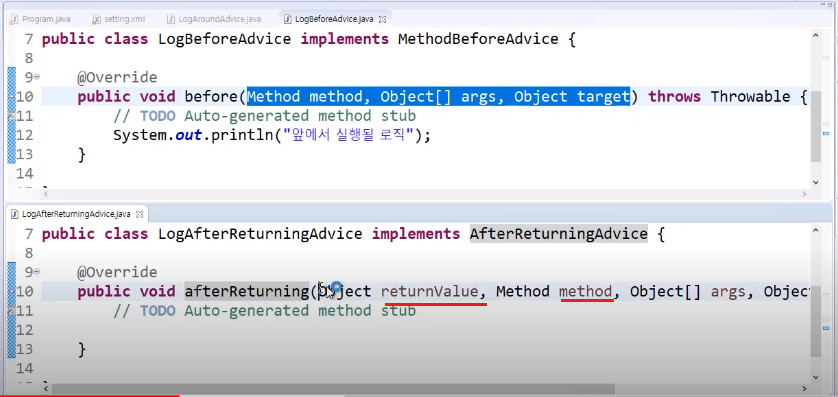 Program.java setting.xml LogAroundAdvice.java LogBeforeAdvice.java
7 public class LogBeforeAdvice implements MethodBeforeAdvice {
8
9 @Override
10 public void before(Method method, Object[] args, Object target) throws Throwable {
11 // TODO Auto-generated method stub
12 System.out.println("앞에서 실행될 로직");
13 }
14
LogAfterReturningAdvice.java
7 public class LogAfterReturningAdvice implements AfterReturningAdvice {
8
9 @Override
10 public void afterReturning(Object returnValue, Method method, Object[] args, Objec
11 // TODO Auto-generated method stub
12
13 }
14